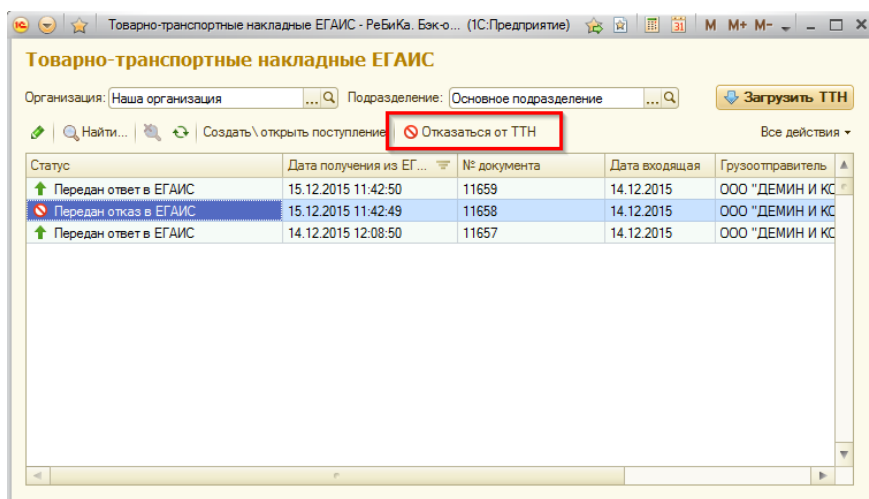 Товарно-транспортные накладные ЕГАИС - РеБиКа. Бэк-о... (1С:Предприятие) 31 M M+ M-
Товарно-транспортные накладные ЕГАИС
Организация: Наша организация ... Подразделение: Основное подразделение ... Загрузить ТТН
Найти... Создать\открыть поступление Отказаться от ТТН Все действия
Статус Дата получения из ЕГ... № документа Дата входящая Грузоотправитель
Передан ответ в ЕГАИС 15.12.2015 11:42:50 11659 14.12.2015 ООО "ДЕМИН И КО
Передан отказ в ЕГАИС 15.12.2015 11:42:49 11658 14.12.2015 ООО "ДЕМИН И КО
Передан ответ в ЕГАИС 14.12.2015 12:08:50 11657 14.12.2015 ООО "ДЕМИН И КО